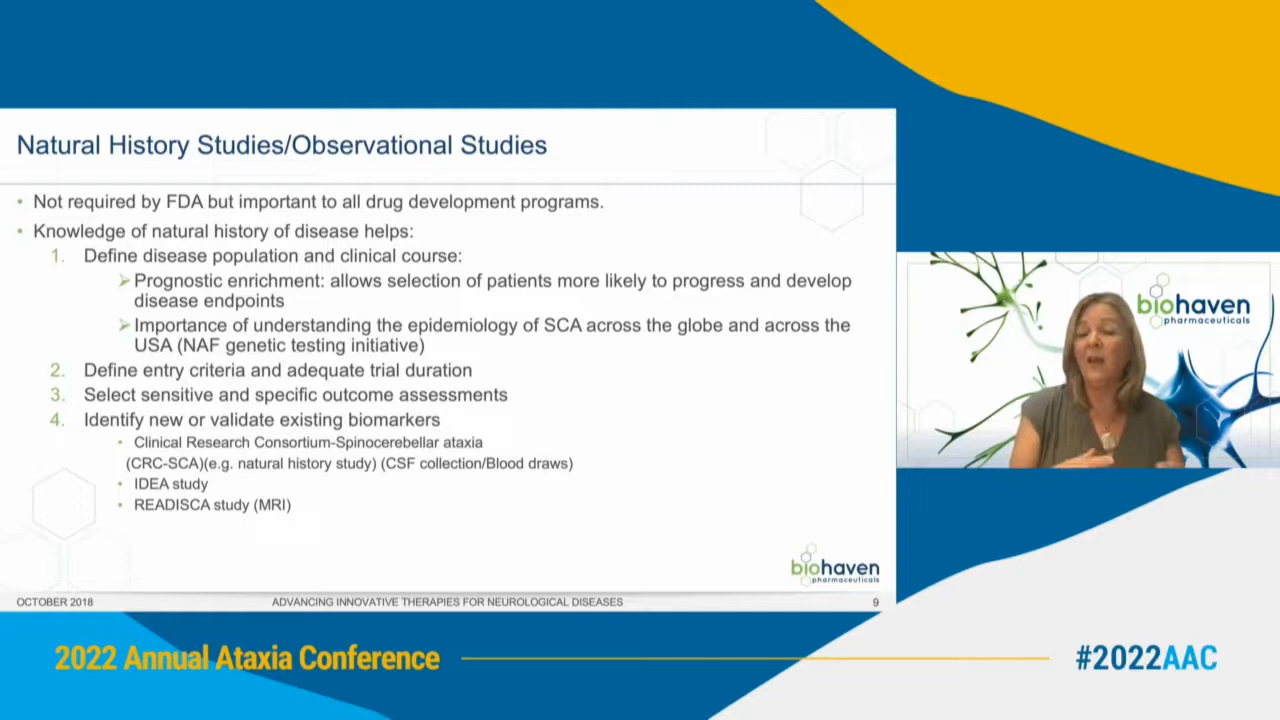 Natural History Studies/Observational Studies
• Not required by FDA but important to all drug development programs.
• Knowledge of natural history of disease helps:
1. Define disease population and clinical course:
➢Prognostic enrichment: allows selection of patients more likely to progress and develop
disease endpoints
➢Importance of understanding the epidemiology of SCA across the globe and across the
USA (NAF genetic testing initiative)
2. Define entry criteria and adequate trial duration
3. Select sensitive and specific outcome assessments
4. Identify new or validate existing biomarkers
• Clinical Research Consortium-Spinocerebellar ataxia
(CRC-SCA)(e.g. natural history study) (CSF collection/Blood draws)
• IDEA study
• READISCA study (MRI)
biohaven
pharmaceuticals
OCTOBER 2018 ADVANCING INNOVATIVE THERAPIES FOR NEUROLOGICAL DISEASES 9
biohaven
pharmaceuticals
2022 Annual Ataxia Conference
#2022AAC